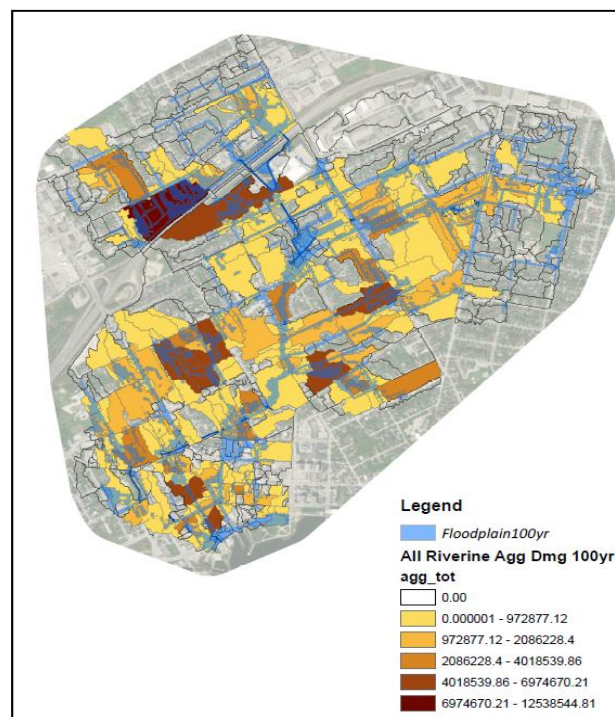 Legend
Floodplain100yr
All Riverine Agg Dmg 100yr
agg_tot
0.00
0.000001 - 972877.12
972877.12 - 2086228.4
2086228.4 - 4018539.86
4018539.86 - 6974670.21
6974670.21 - 12538544.81